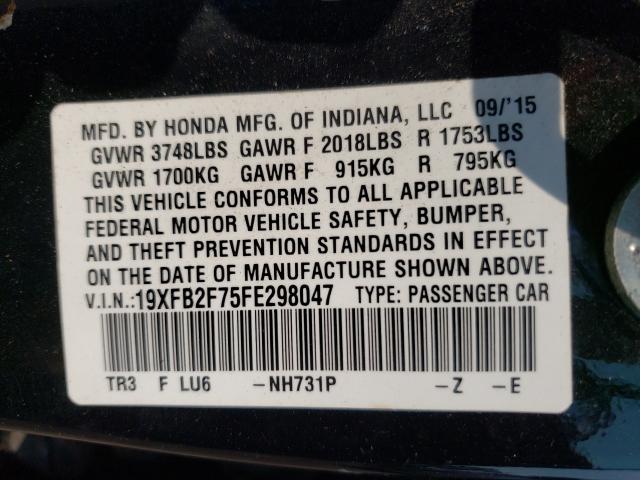 MFD. BY HONDA MFG. OF INDIANA, LLC 09/'15
GVWR 3748LBS GAWR F 2018LBS R 1753LBS
GVWR 1700KG GAWR F 915KG R 795KG
THIS VEHICLE CONFORMS TO ALL APPLICABLE
FEDERAL MOTOR VEHICLE SAFETY, BUMPER,
AND THEFT PREVENTION STANDARDS IN EFFECT
ON THE DATE OF MANUFACTURE SHOWN ABOVE.
V.I.N.:19XFB2F75FE298047 TYPE: PASSENGER CAR
TR3 F LU6 -NH731P -Z -E